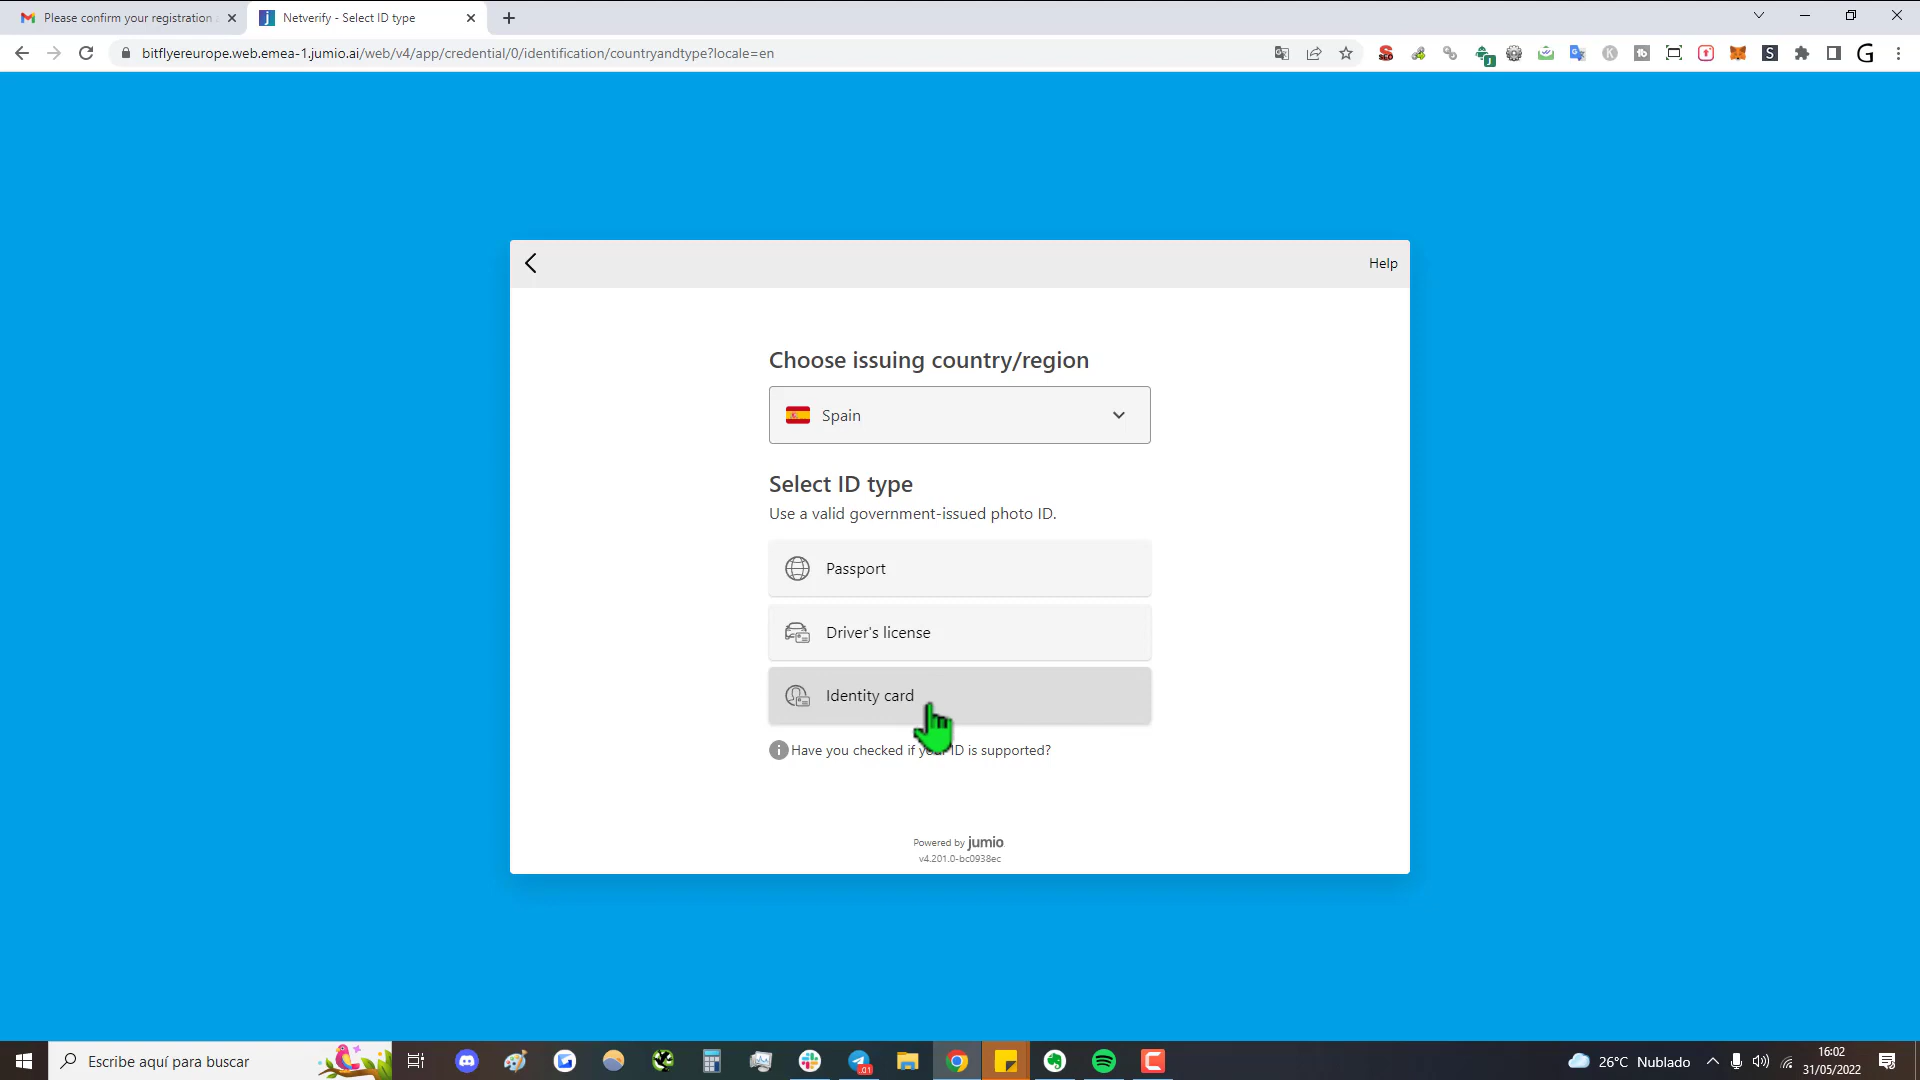 Please confirm your registration
Netverify - Select ID type
bitflyereurope.web.emea-1.jumio.ai/web/v4/app/credential/0/identification/countryandtype?locale=en
Help
Choose issuing country/region
Spain
Select ID type
Use a valid government-issued photo ID.
Passport
Driver's license
Identity card
Have you checked if your ID is supported?
Powered by jumio
v4.201.0-bc0938ec
Escribe aquí para buscar
26°C Nublado
16:02
31/05/2022